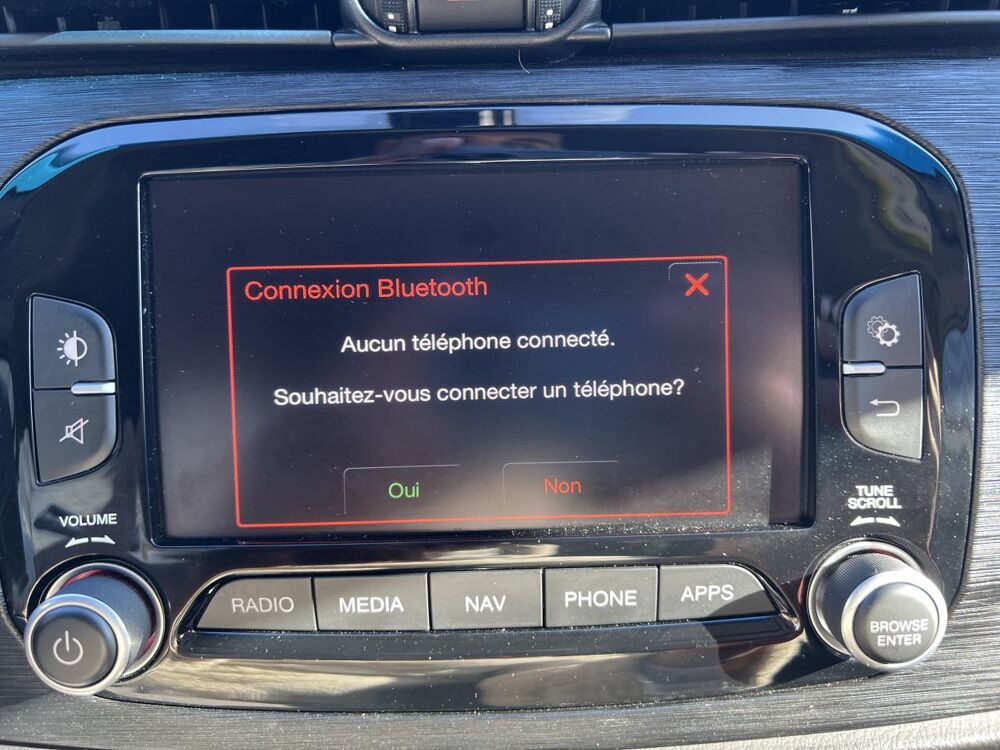 Connexion Bluetooth
Aucun téléphone connecté.
Souhaitez-vous connecter un téléphone?
Oui
Non
VOLUME
TUNE
SCROLL
RADIO
MEDIA
NAV
PHONE
APPS
BROWSE
ENTER